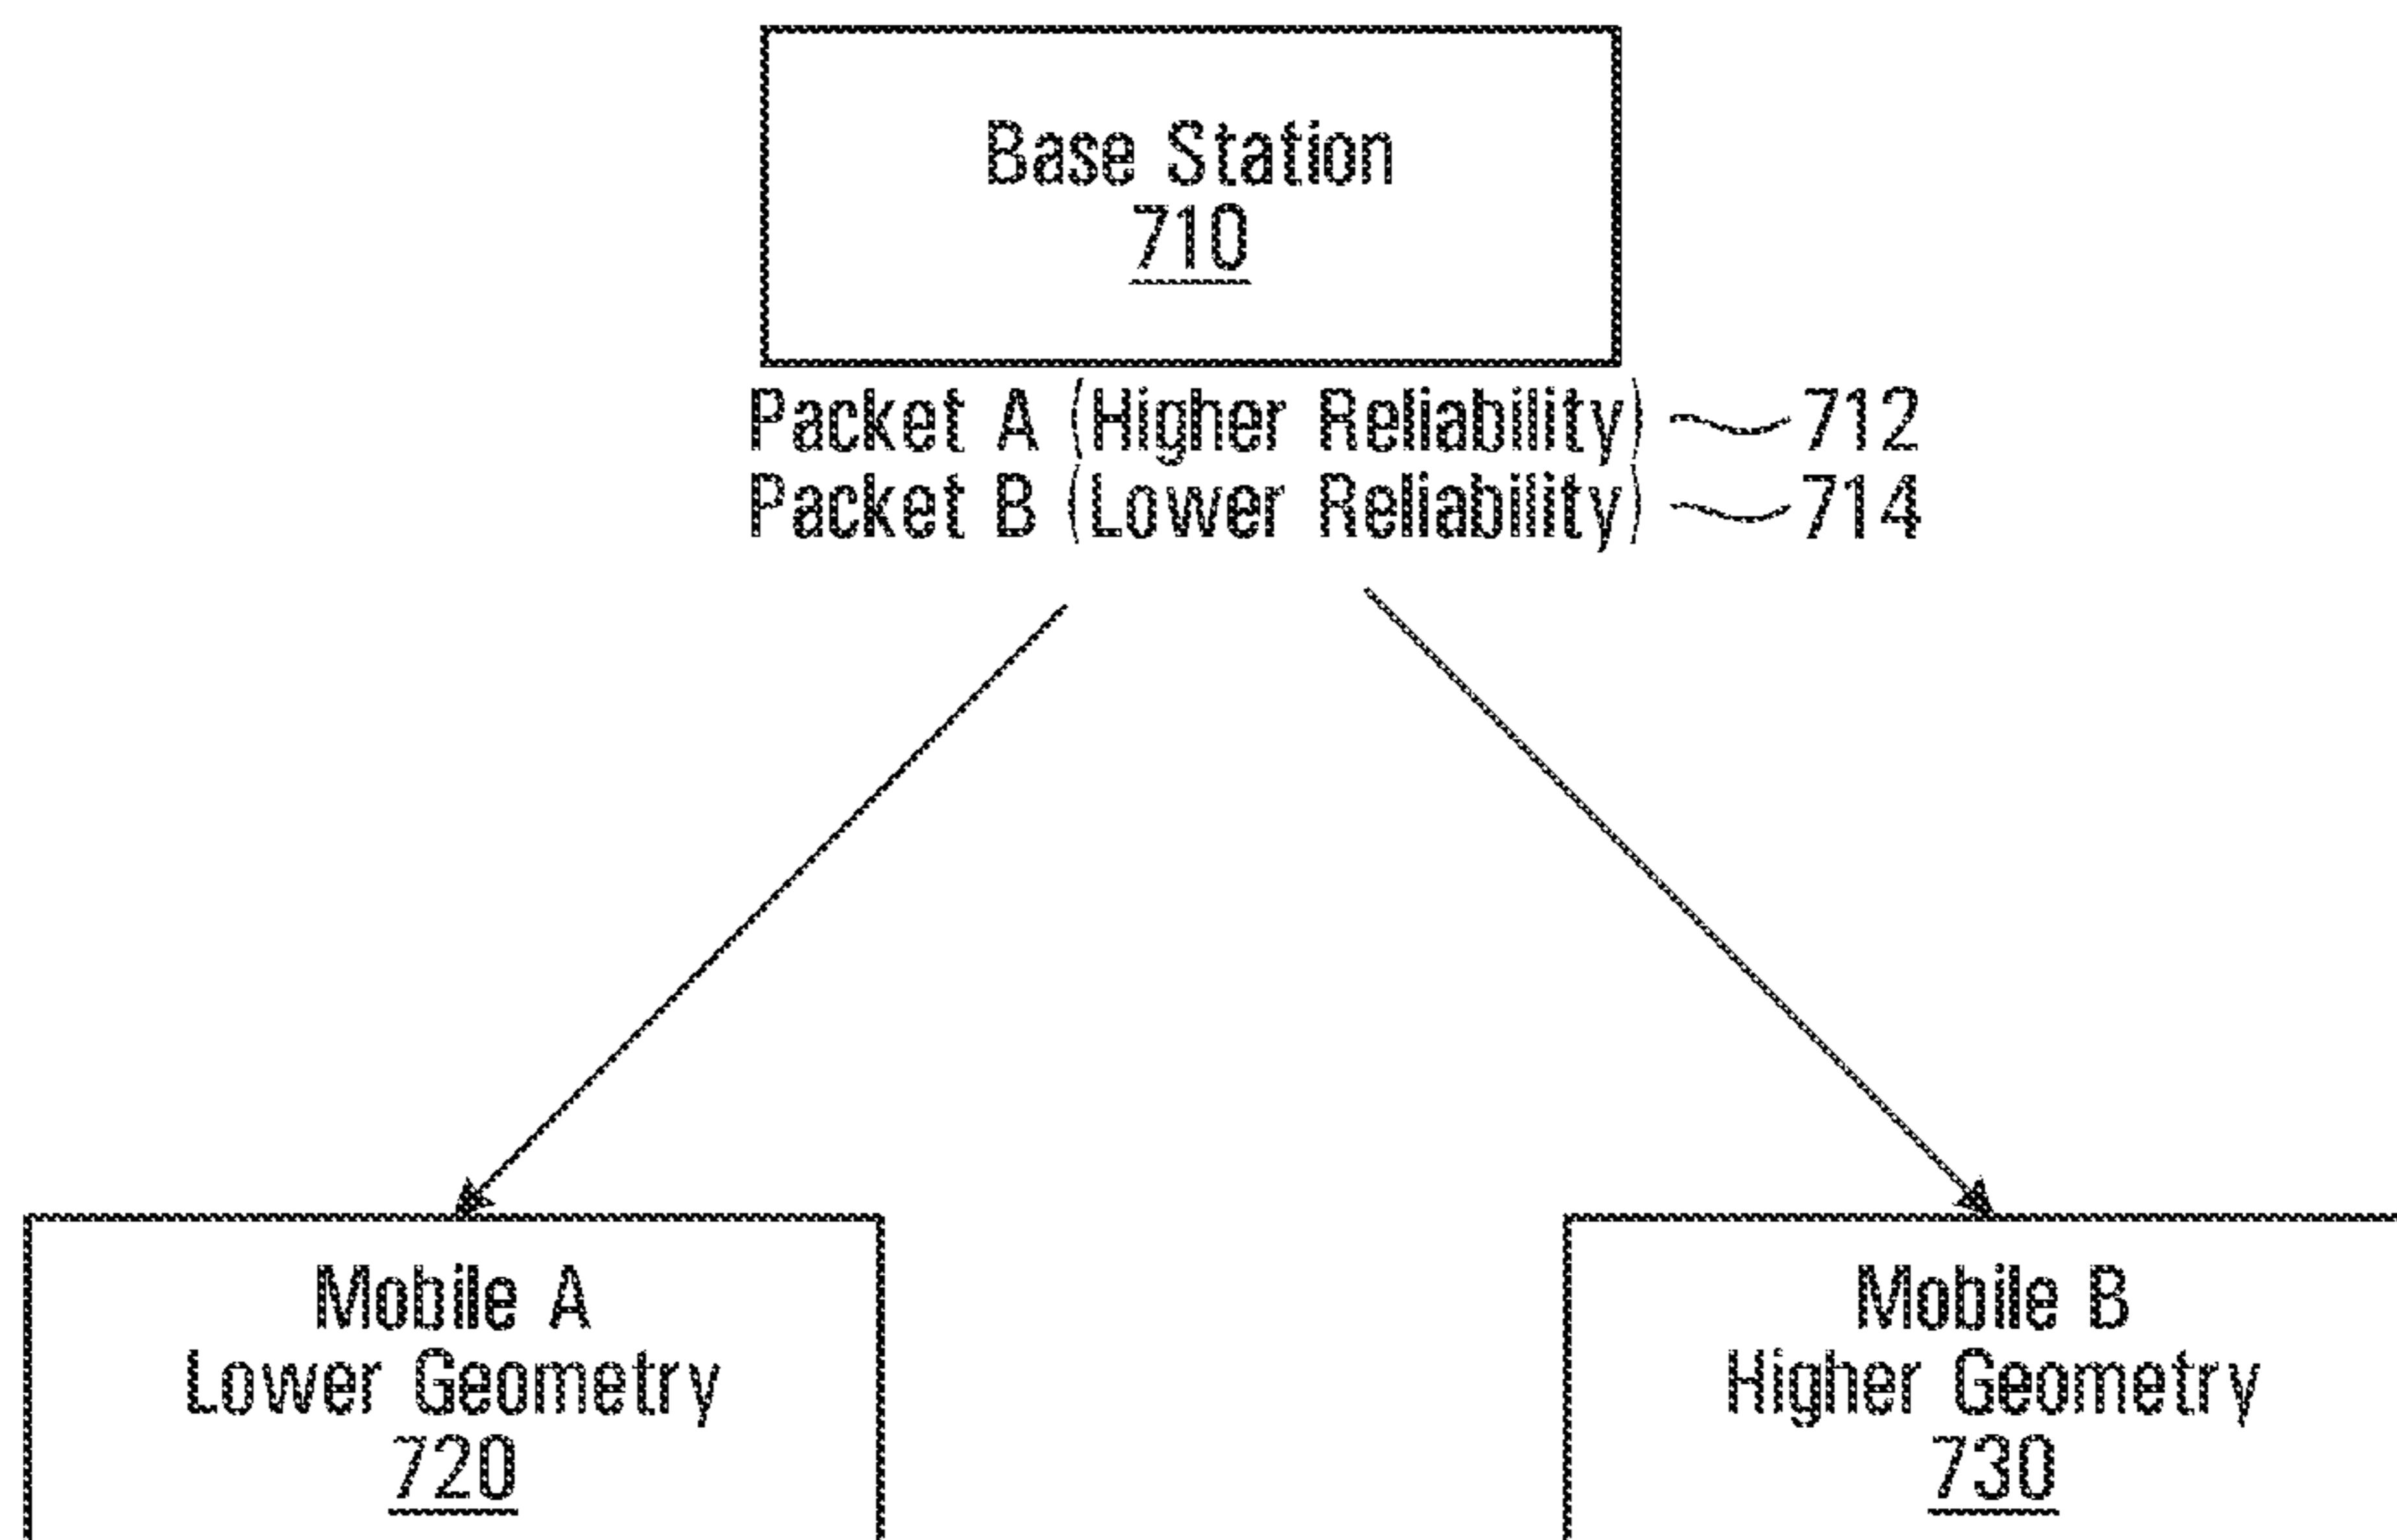 Base Station
710
Packet A (Higher Reliability) 712
Packet B (Lower Reliability) 714
Mobile A
Lower Geometry
720
Mobile B
Higher Geometry
730